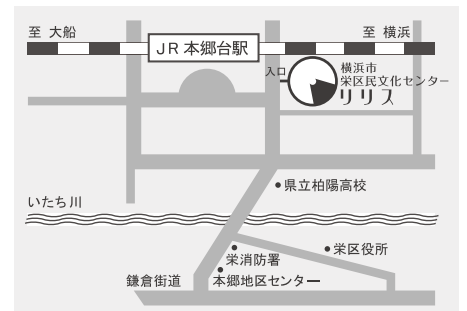 至 大船
至 横浜
JR 本郷台駅
入口
横浜市
栄区民文化センター
リリス
県立柏陽高校
いたち川
栄区役所
栄消防署
鎌倉街道
本郷地区センター